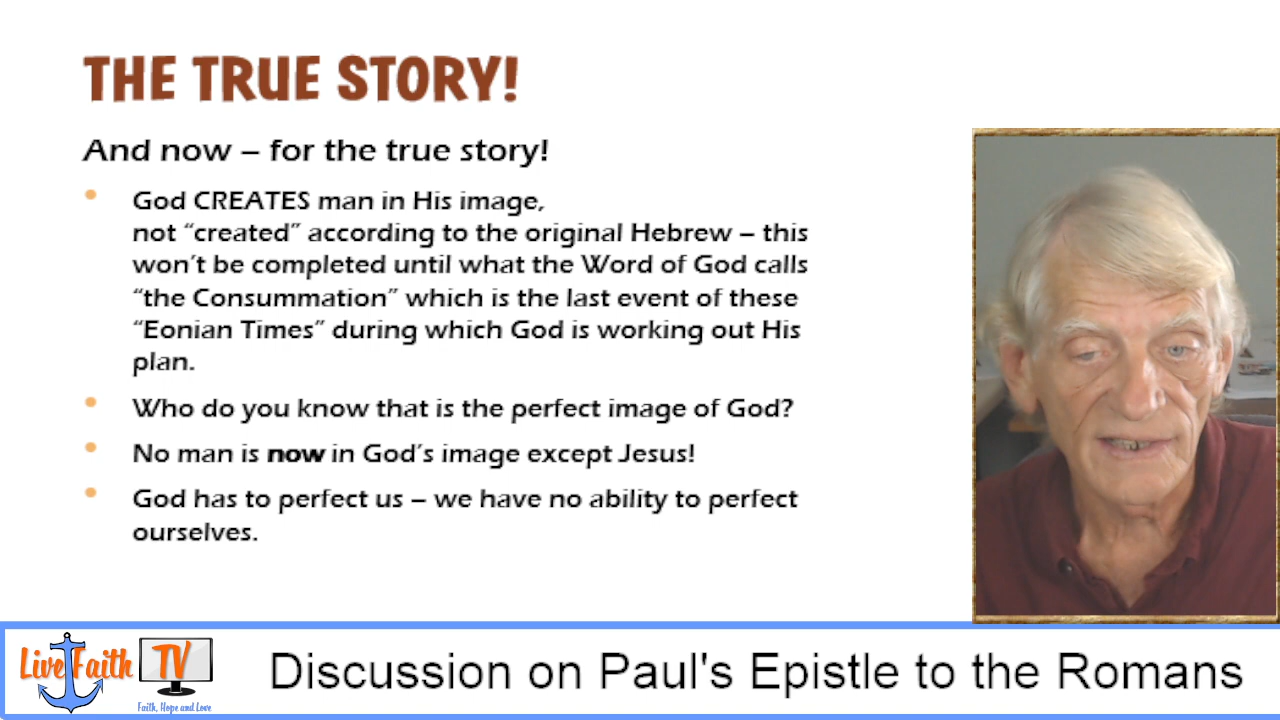 THE TRUE STORY!
And now – for the true story!
• God CREATES man in His image,
not “created” according to the original Hebrew – this
won’t be completed until what the Word of God calls
“the Consummation” which is the last event of these
“Eonian Times” during which God is working out His
plan.
• Who do you know that is the perfect image of God?
• No man is now in God’s image except Jesus!
• God has to perfect us – we have no ability to perfect
ourselves.
Live Faith TV
Faith, Hope and Love
Discussion on Paul's Epistle to the Romans